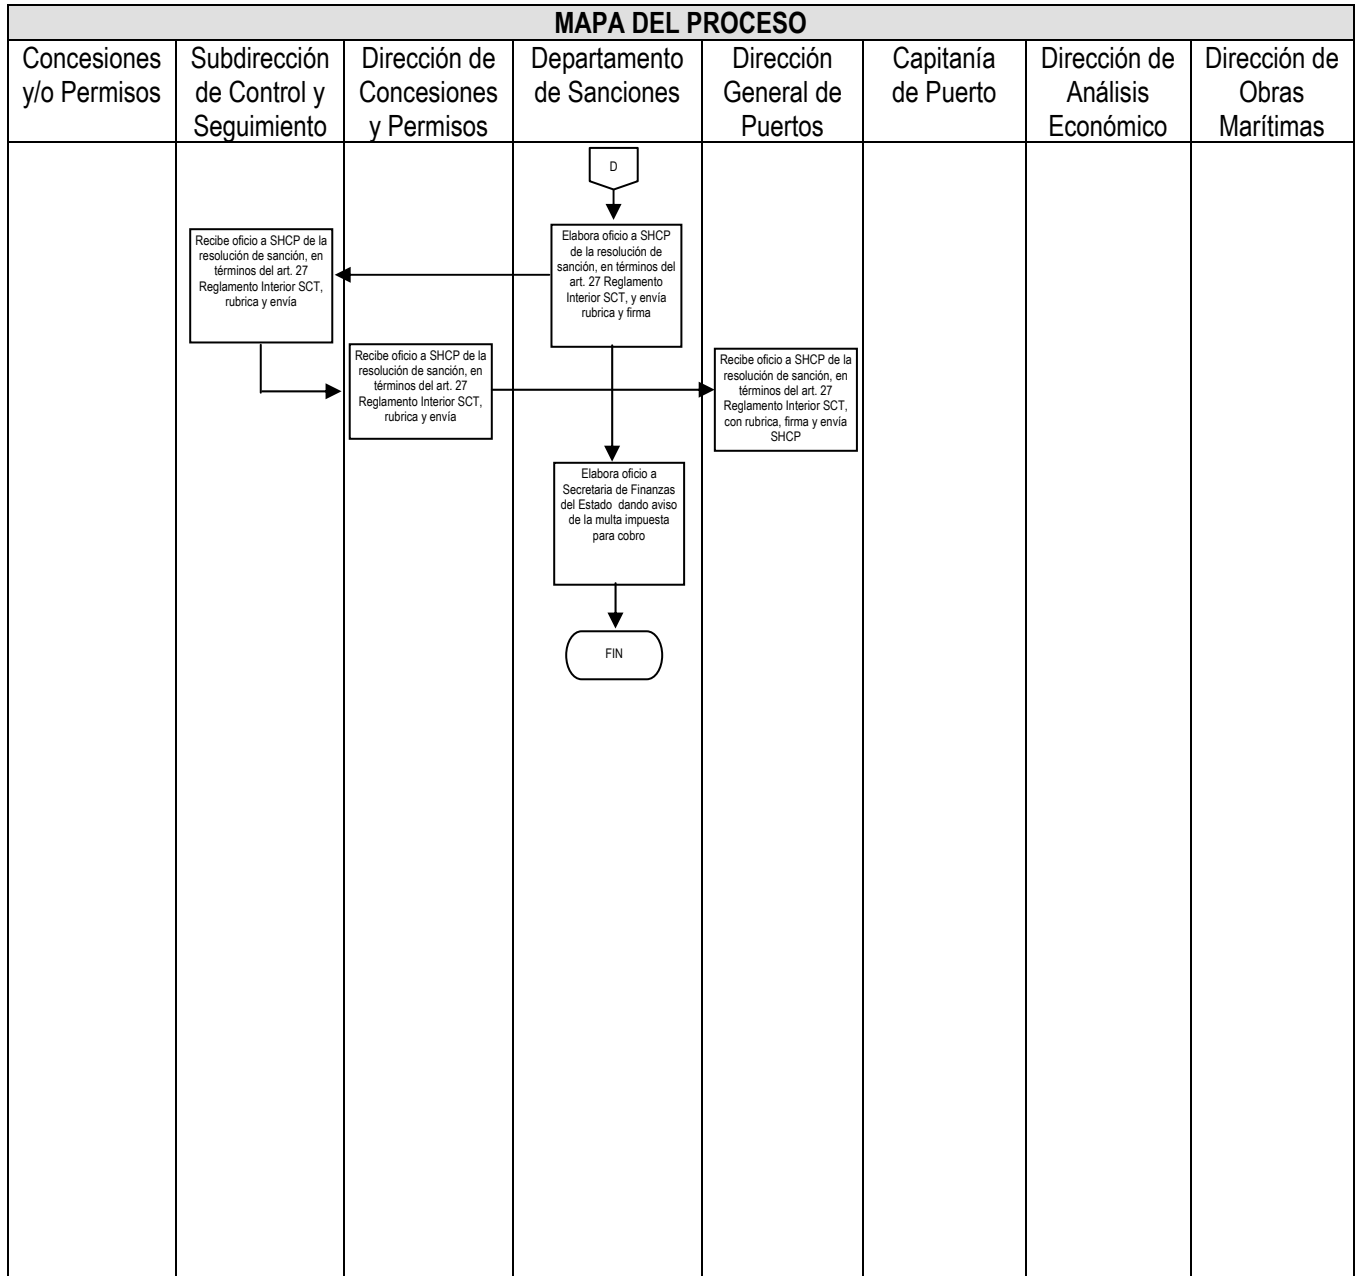 MAPA DEL PROCESO
Concesiones
y/o Permisos
Subdirección
de Control y
Seguimiento
Dirección de
Concesiones
y Permisos
Departamento
de Sanciones
Dirección
General de
Puertos
Capitanía
de Puerto
Dirección de
Análisis
Económico
Dirección de
Obras
Marítimas
D
Elabora oficio a SHCP
de la resolución de
sanción, en términos del
art. 27 Reglamento
Interior SCT, y envía
rubrica y firma
Recibe oficio a SHCP de la
resolución de sanción, en
términos del art. 27
Reglamento Interior SCT,
rubrica y envía
Recibe oficio a SHCP de la
resolución de sanción, en
términos del art. 27
Reglamento Interior SCT,
rubrica y envía
Recibe oficio a SHCP de la
resolución de sanción, en
términos del art. 27
Reglamento Interior SCT,
con rubrica, firma y envía
SHCP
Elabora oficio a
Secretaria de Finanzas
del Estado  dando aviso
de la multa impuesta
para cobro
FIN